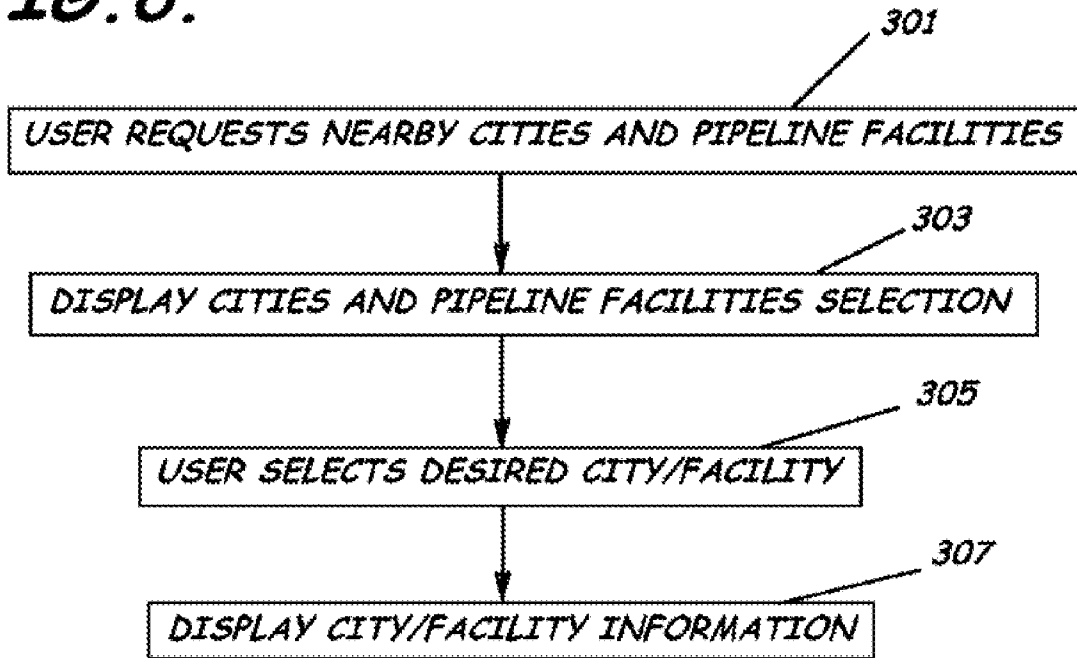 301
USER REQUESTS NEARBY CITIES AND PIPELINE FACILITIES
303
DISPLAY CITIES AND PIPELINE FACILITIES SELECTION
305
USER SELECTS DESIRED CITY/FACILITY
307
DISPLAY CITY/FACILITY INFORMATION